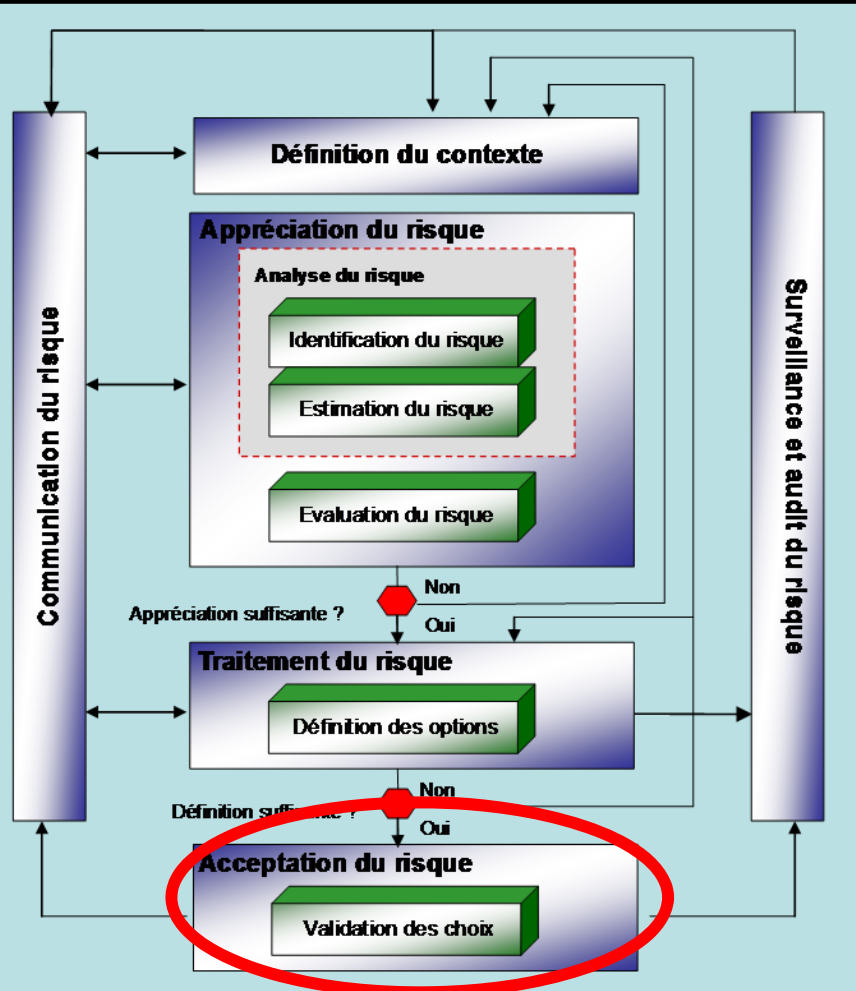 Définition du contexte
Appréciation du risque
Analyse du risque
Identification du risque
Estimation du risque
Evaluation du risque
Non
Appréciation suffisante ?
Oui
Traitement du risque
Définition des options
Non
Définition suffisante ?
Oui
Acceptation du risque
Validation des choix
Communication du risque
Surveillance et audit du risque